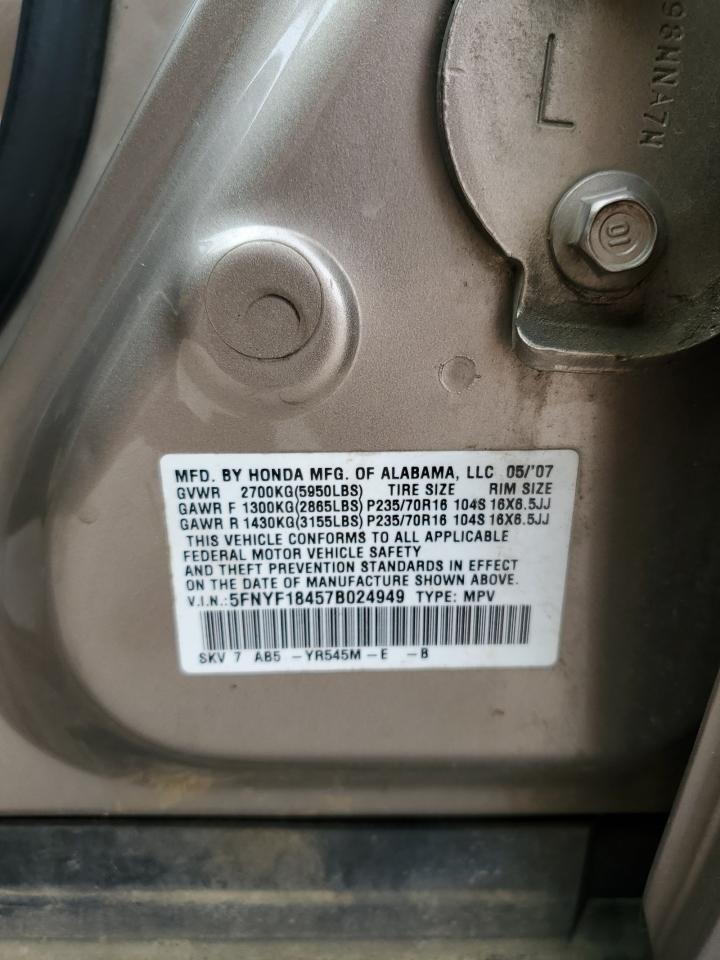 98NNA7N
L
MFD. BY HONDA MFG. OF ALABAMA, LLC 05/'07
GVWR 2700KG(5950LBS) TIRE SIZE RIM SIZE
GAWR F 1300KG(2865LBS) P235/70R16 104S 16X6.5JJ
GAWR R 1430KG(3155LBS) P235/70R16 104S 16X6.5JJ
THIS VEHICLE CONFORMS TO ALL APPLICABLE
FEDERAL MOTOR VEHICLE SAFETY
AND THEFT PREVENTION STANDARDS IN EFFECT
ON THE DATE OF MANUFACTURE SHOWN ABOVE.
V.I.N.:5FNYF18457B024949 TYPE: MPV
SKV 7 AB5 -YR545M-E -B